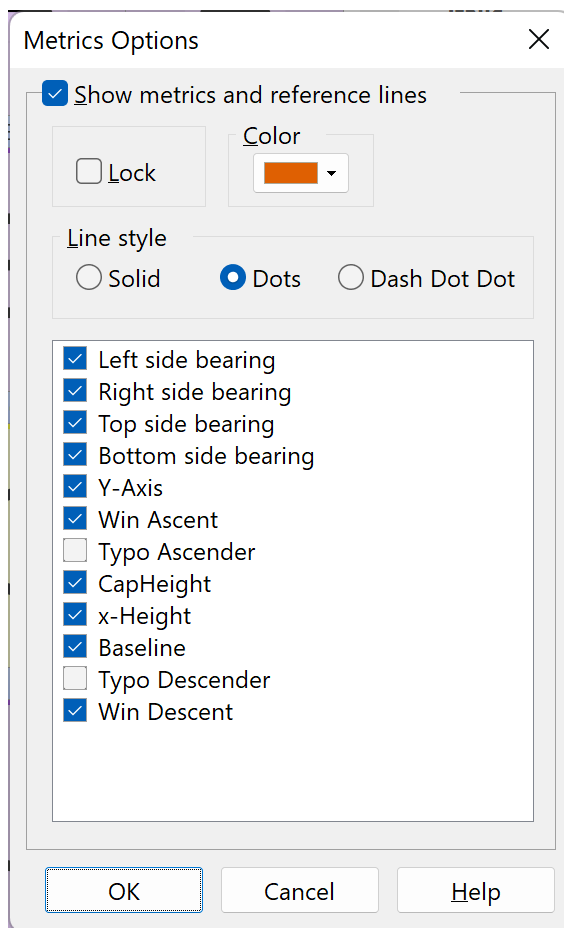 Metrics Options
Show metrics and reference lines
Lock
Color
Line style
Solid Dots Dash Dot Dot
Left side bearing
Right side bearing
Top side bearing
Bottom side bearing
Y-Axis
Win Ascent
Typo Ascender
CapHeight
x-Height
Baseline
Typo Descender
Win Descent
OK Cancel Help